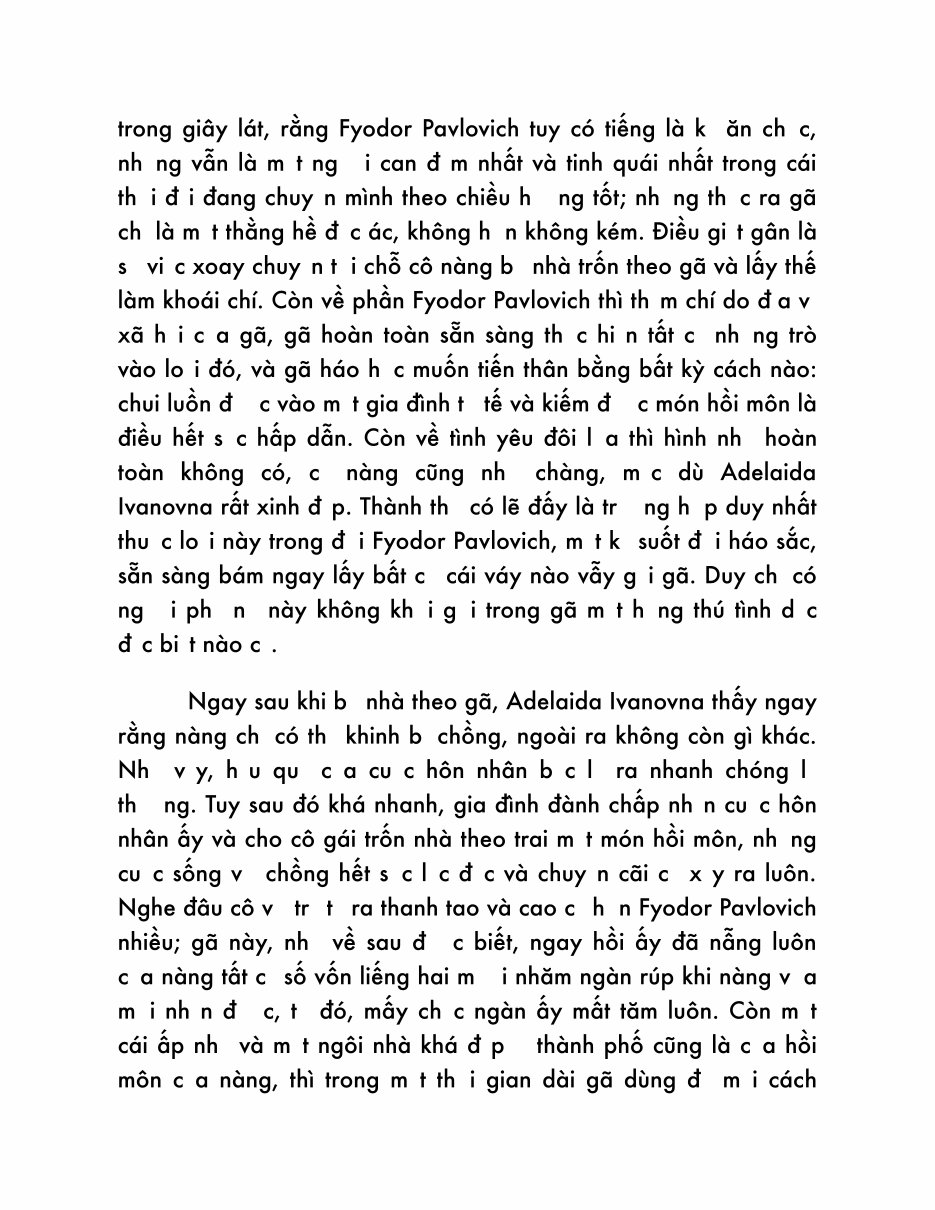 trong giây lát, rằng Fyodor Pavlovich tuy có tiếng là k ăn ch c,
nh ng vẫn là m t ng i can đ m nhất và tinh quái nhất trong cái
th i đ i đang chuy n mình theo chiều h ng tốt; nh ng th c ra gã
ch là m t thằng hề đ c ác, không h n không kém. Điều gi t gân là
s vi c xoay chuy n t i chỗ cô nàng b nhà trốn theo gã và lấy thế
làm khoái chí. Còn về phần Fyodor Pavlovich thì th m chí do đ a v
xã h i c a gã, gã hoàn toàn sẵn sàng th c hi n tất c nh ng trò
vào lo i đó, và gã háo h c muốn tiến thân bằng bất kỳ cách nào:
chui luồn đ c vào m t gia đình t tế và kiếm đ c món hồi môn là
điều hết s c hấp dẫn. Còn về tình yêu đôi l a thì hình nh hoàn
toàn không có, c nàng cũng nh chàng, m c dù Adelaida
Ivanovna rất xinh đ p. Thành th có lẽ đấy là tr ng h p duy nhất
thu c lo i này trong đ i Fyodor Pavlovich, m t k suốt đ i háo sắc,
sẵn sàng bám ngay lấy bất c cái váy nào vẫy g i gã. Duy ch có
ng i ph n này không kh i g i trong gã m t h ng thú tình d c
đ c bi t nào c .
Ngay sau khi b nhà theo gã, Adelaida Ivanovna thấy ngay
rằng nàng ch có th khinh b chồng, ngoài ra không còn gì khác.
Nh v y, h u qu c a cu c hôn nhân b c l ra nhanh chóng l
th ng. Tuy sau đó khá nhanh, gia đình đành chấp nh n cu c hôn
nhân ấy và cho cô gái trốn nhà theo trai m t món hồi môn, nh ng
cu c sống v chồng hết s c l c đ c và chuy n cãi c x y ra luôn.
Nghe đâu cô v tr t ra thanh tao và cao c h n Fyodor Pavlovich
nhiều; gã này, nh về sau đ c biết, ngay hồi ấy đã nẫng luôn
c a nàng tất c số vốn liếng hai m i nhăm ngàn rúp khi nàng v a
m i nh n đ c, t đó, mấy ch c ngàn ấy mất tăm luôn. Còn m t
cái ấp nh và m t ngôi nhà khá đ p thành phố cũng là c a hồi
môn c a nàng, thì trong m t th i gian dài gã dùng đ m i cách